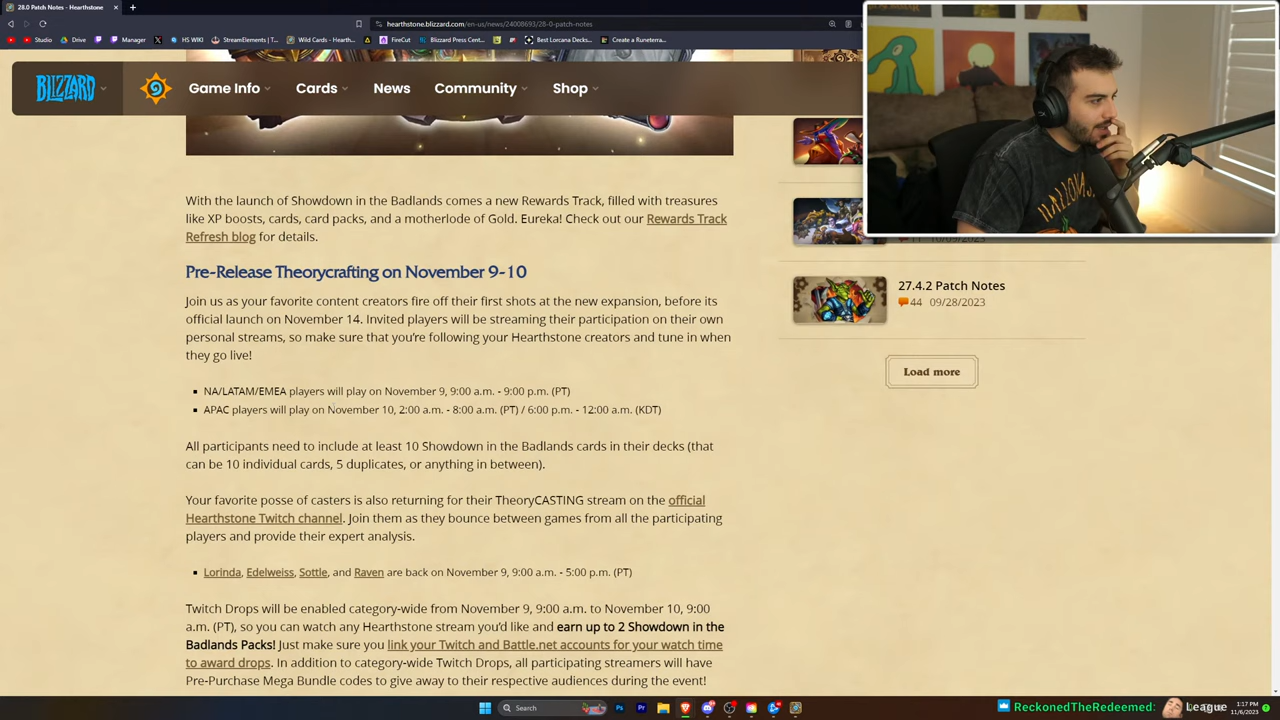 28.0 Patch Notes
hearthstone.blizzard.com/en-us/news/24008693/28-0-patch-notes
Studio Drive Manager HS WIKI StreamElements | T... Wild Cards - Hearth... FireCut Blizzard Press Cent... Best Lorcana Decks... Create a Runeterra...
BLIZZARD Game Info Cards News Community Shop
With the launch of Showdown in the Badlands comes a new Rewards Track, filled with treasures
like XP boosts, cards, card packs, and a motherlode of Gold. Eureka! Check out our Rewards Track
Refresh blog for details.
Pre-Release Theorycrafting on November 9-10
Join us as your favorite content creators fire off their first shots at the new expansion, before its
official launch on November 14. Invited players will be streaming their participation on their own
personal streams, so make sure that you're following your Hearthstone creators and tune in when
they go live!
NA/LATAM/EMEA players will play on November 9, 9:00 a.m. - 9:00 p.m. (PT)
APAC players will play on November 10, 2:00 a.m. - 8:00 a.m. (PT) / 6:00 p.m. - 12:00 a.m. (KDT)
All participants need to include at least 10 Showdown in the Badlands cards in their decks (that
can be 10 individual cards, 5 duplicates, or anything in between).
Your favorite posse of casters is also returning for their TheoryCASTING stream on the official
Hearthstone Twitch channel. Join them as they bounce between games from all the participating
players and provide their expert analysis.
Lorinda, Edelweiss, Sottle, and Raven are back on November 9, 9:00 a.m. - 5:00 p.m. (PT)
Twitch Drops will be enabled category-wide from November 9, 9:00 a.m. to November 10, 9:00
a.m. (PT), so you can watch any Hearthstone stream you'd like and earn up to 2 Showdown in the
Badlands Packs! Just make sure you link your Twitch and Battle.net accounts for your watch time
to award drops. In addition to category-wide Twitch Drops, all participating streamers will have
Pre-Purchase Mega Bundle codes to give away to their respective audiences during the event!
11 10/09/2023
27.4.2 Patch Notes
44 09/28/2023
Load more
Search
ReckonedTheRedeemed: League
1:17 PM
11/6/2023